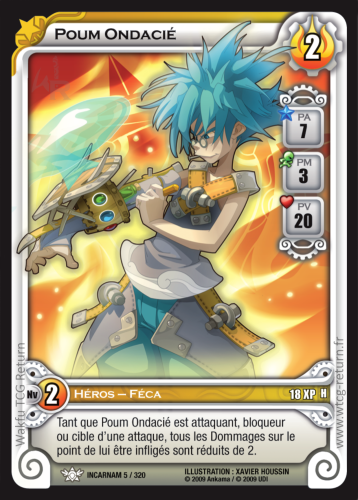 Poum Ondacié
2
PA
7
PM
3
PV
20
Nv 2 Héros – Féca 18 XP H
Tant que Poum Ondacié est attaquant, bloqueur
ou cible d'une attaque, tous les Dommages sur le
point de lui être infligés sont réduits de 2.
INCARNAM 5 / 320
ILLUSTRATION : XAVIER HOUSSIN
© 2009 Ankama / © 2009 UDI
Wakfu TCG Return
www.wtcg-return.fr